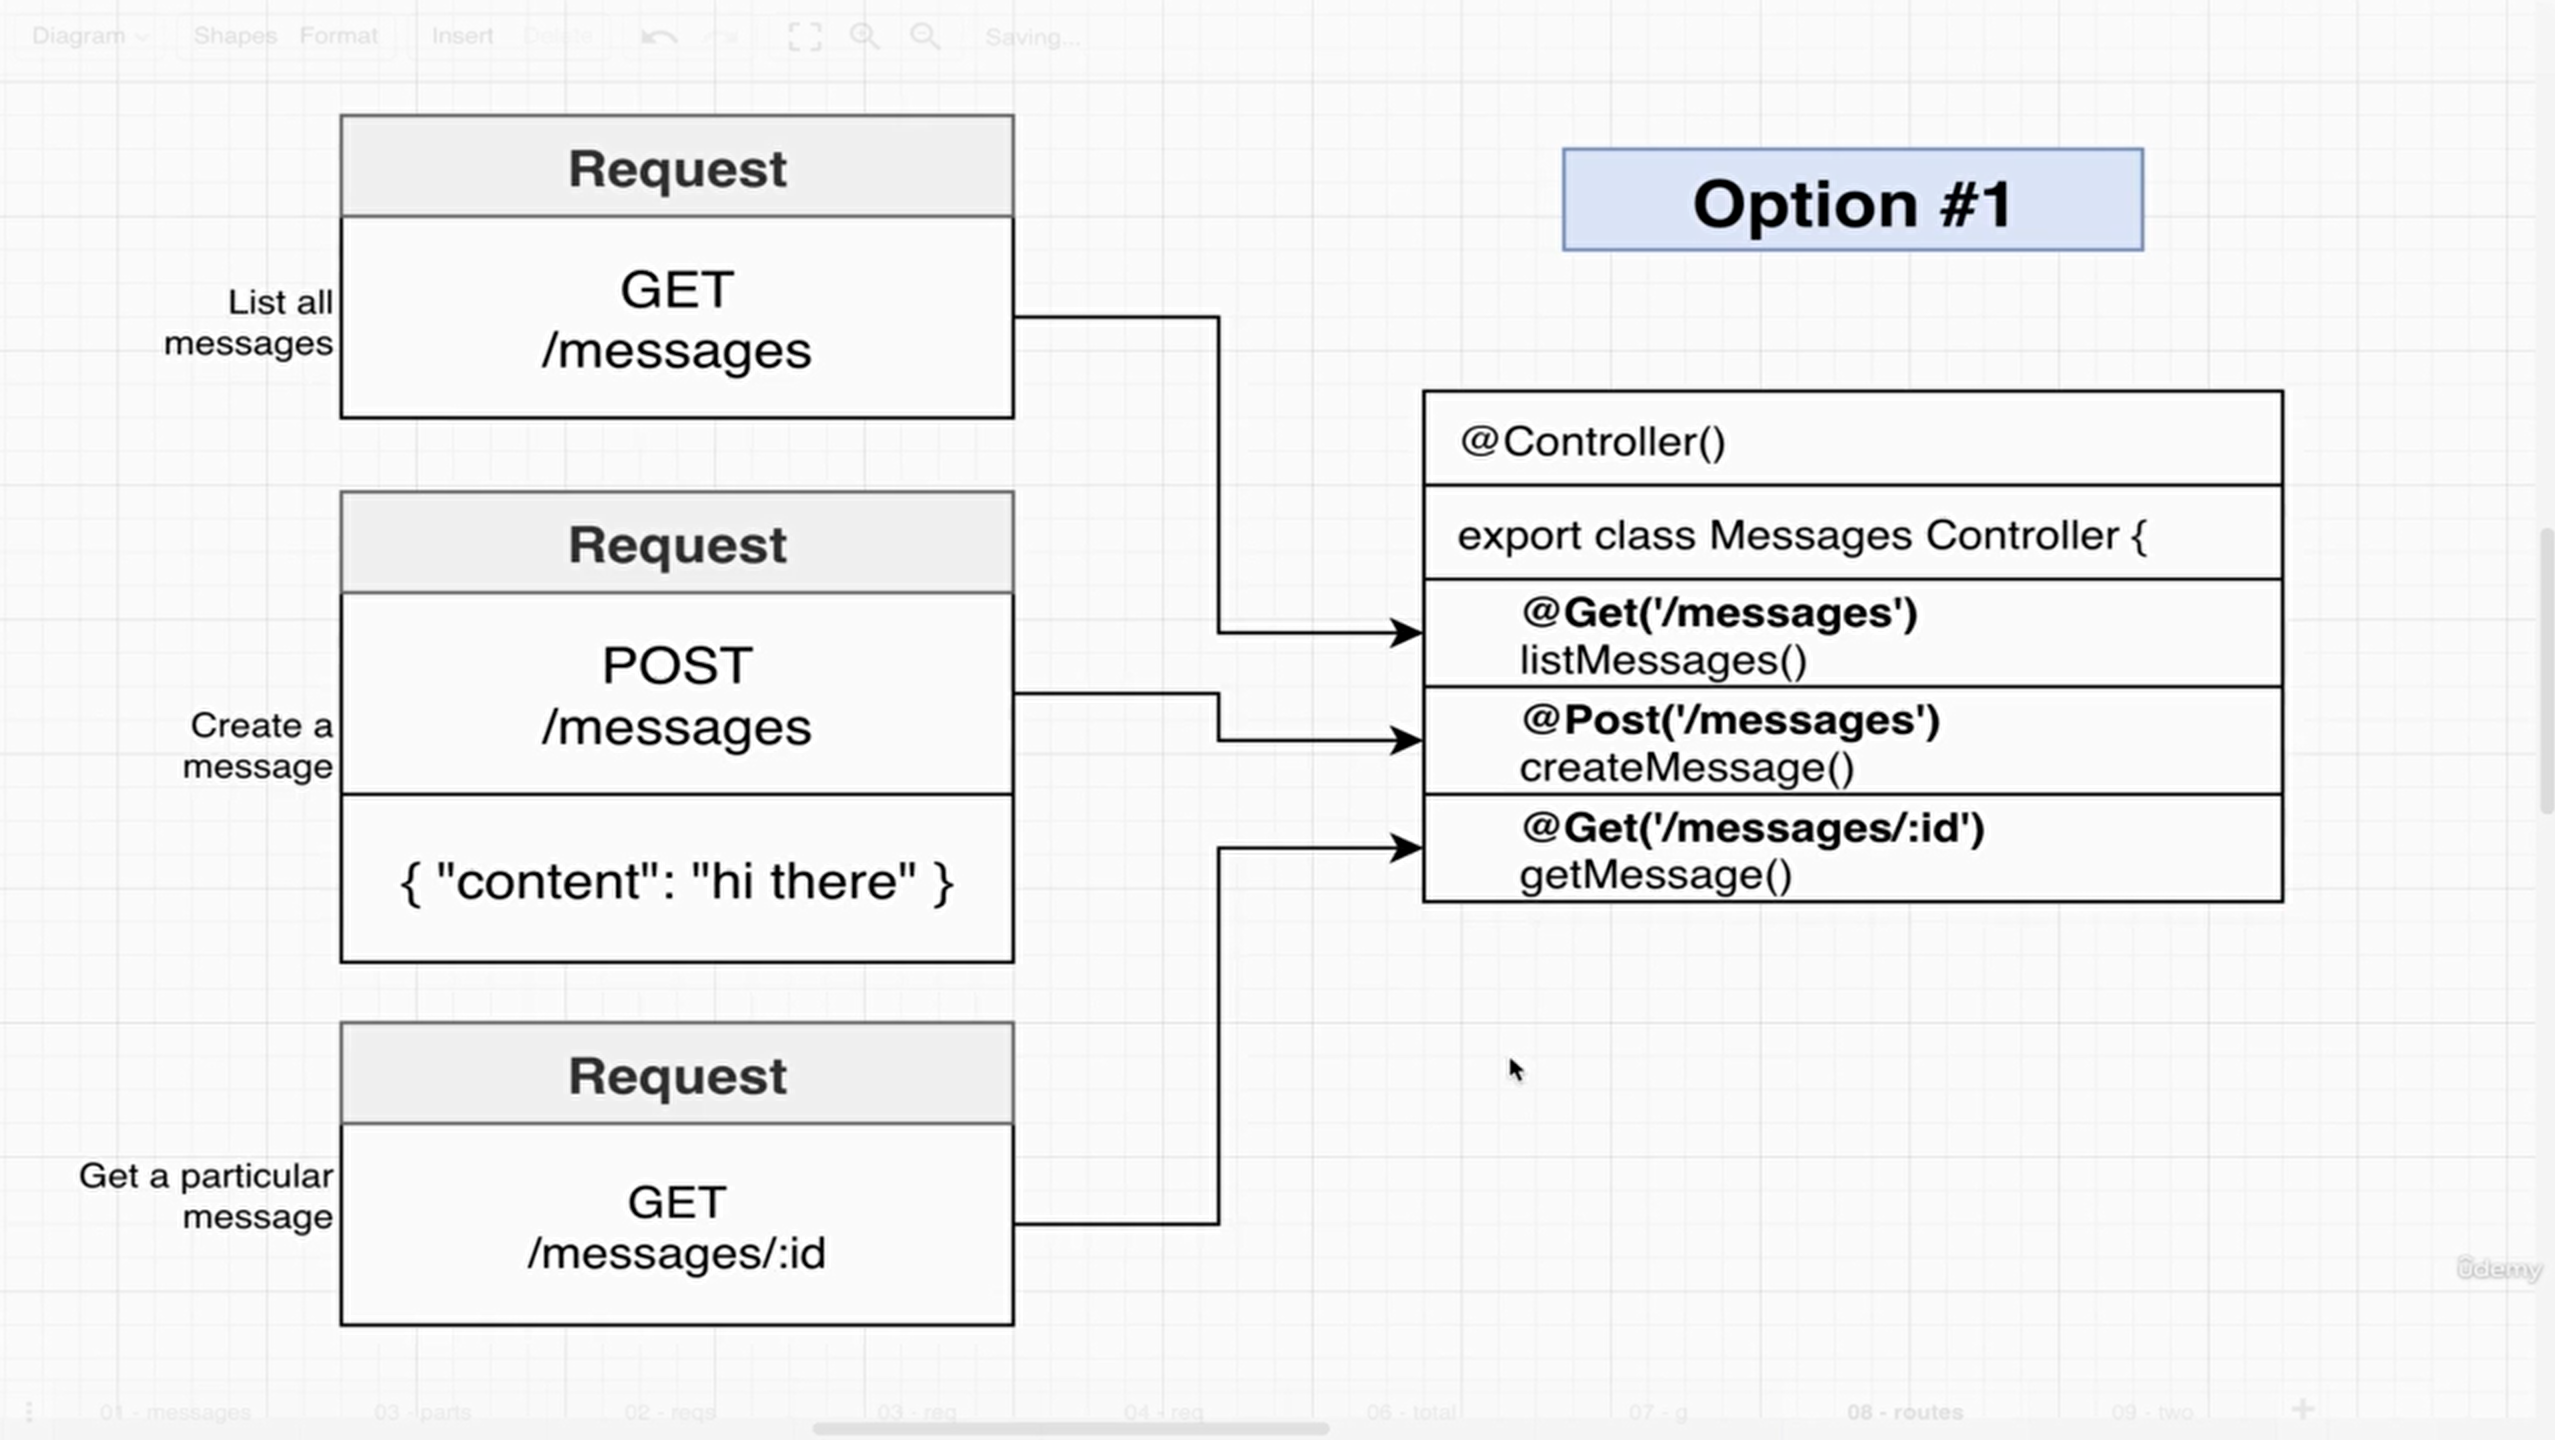 Diagram
Shapes
Format
Insert
Delete
Saving...
Request
GET
/messages
List all
messages
Request
POST
/messages
{ "content": "hi there" }
Create a
message
Request
GET
/messages/:id
Get a particular
message
Option #1
@Controller()
export class Messages Controller {
@Get('/messages')
listMessages()
@Post('/messages')
createMessage()
@Get('/messages/:id')
getMessage()
ûdemy
01 - messages
03 - parts
02 - reqs
03 - req
04 - req
06 - total
07 - g
08 - routes
09 - two